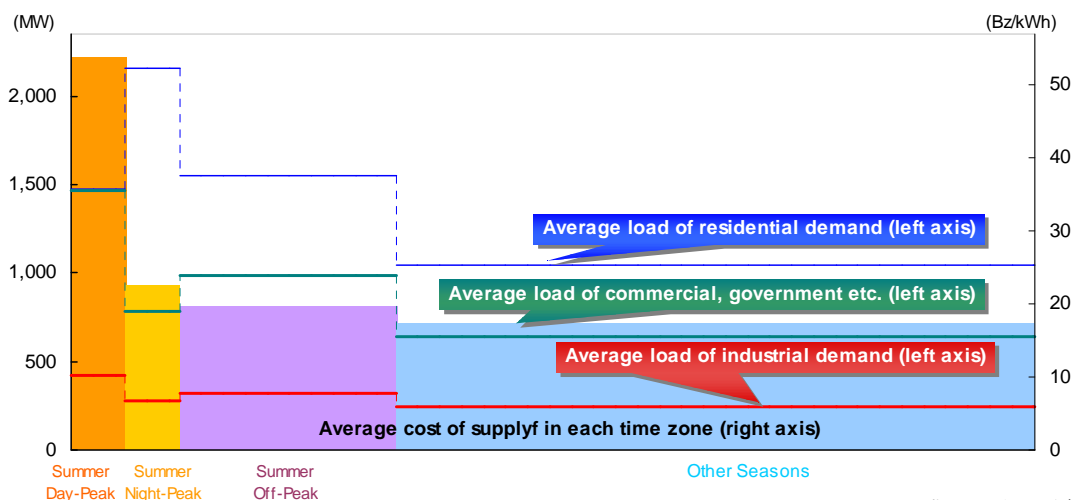 (MW)
(Bz/kWh)
2,000
1,500
1,000
500
0
50
40
30
20
10
0
Average load of residential demand (left axis)
Average load of commercial, government etc. (left axis)
Average load of industrial demand (left axis)
Average cost of supplyf in each time zone (right axis)
Summer
Day-Peak
Summer
Night-Peak
Summer
Off-Peak
Other Seasons